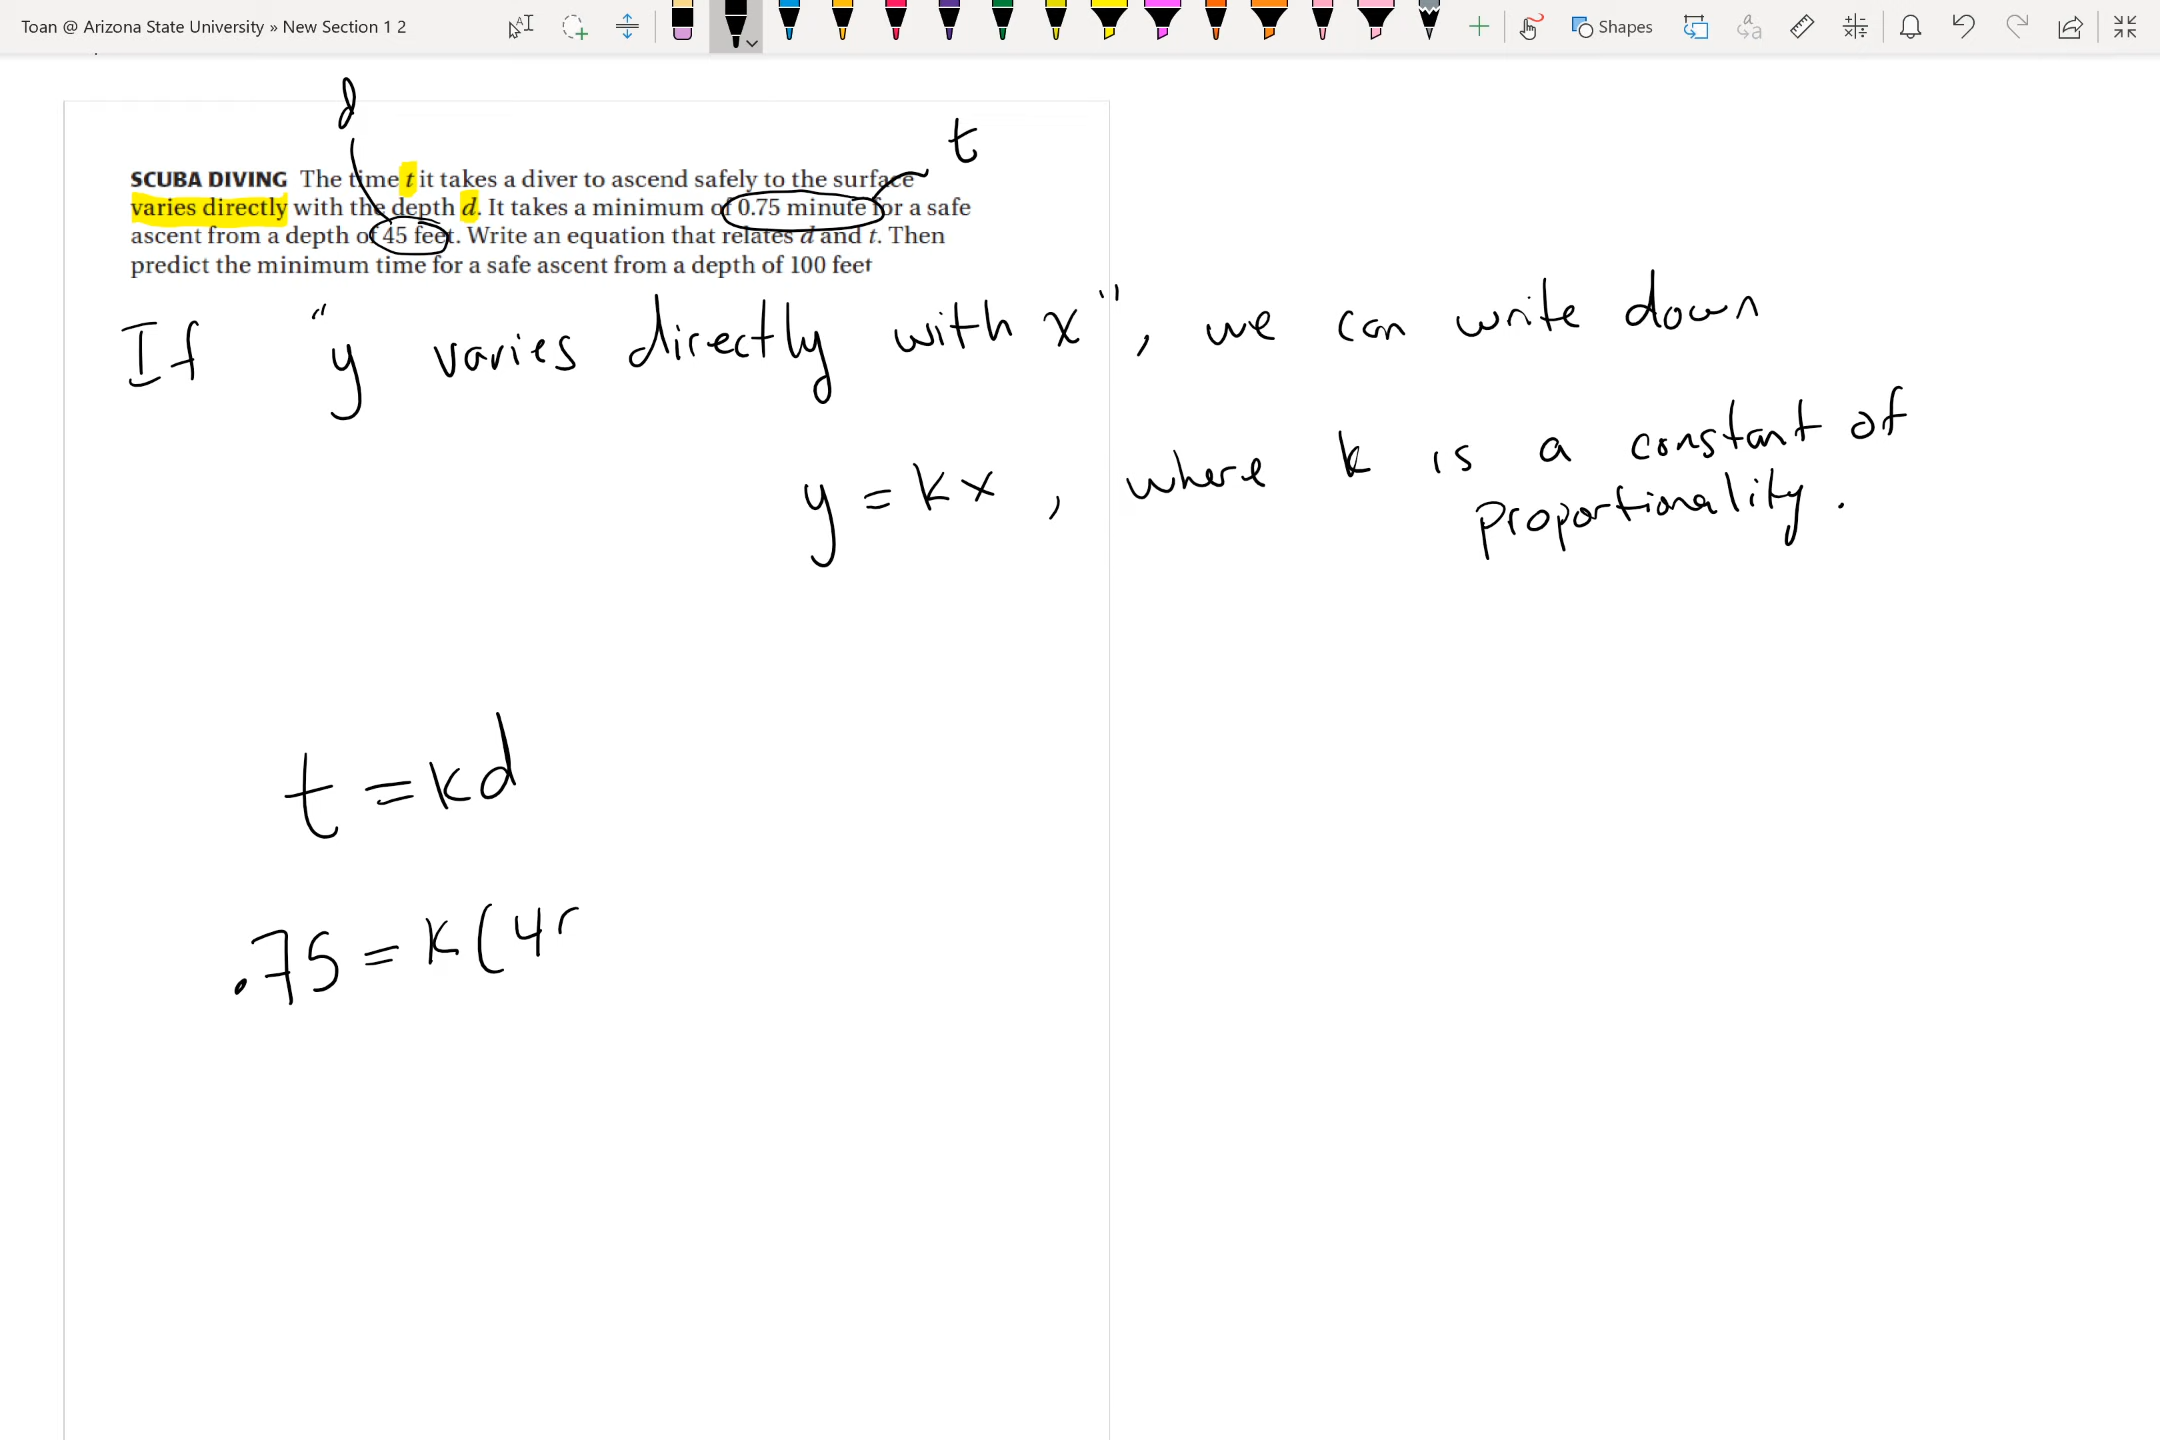 Toan @ Arizona State University » New Section 1 2
Shapes
d
t
SCUBA DIVING The time t it takes a diver to ascend safely to the surface
varies directly with the depth d. It takes a minimum of 0.75 minute for a safe
ascent from a depth of 45 feet. Write an equation that relates d and t. Then
predict the minimum time for a safe ascent from a depth of 100 feet
If "y varies directly with x", we can write down
y = kx, where k is a constant of
proportionality.
t = kd
.75 = k(4